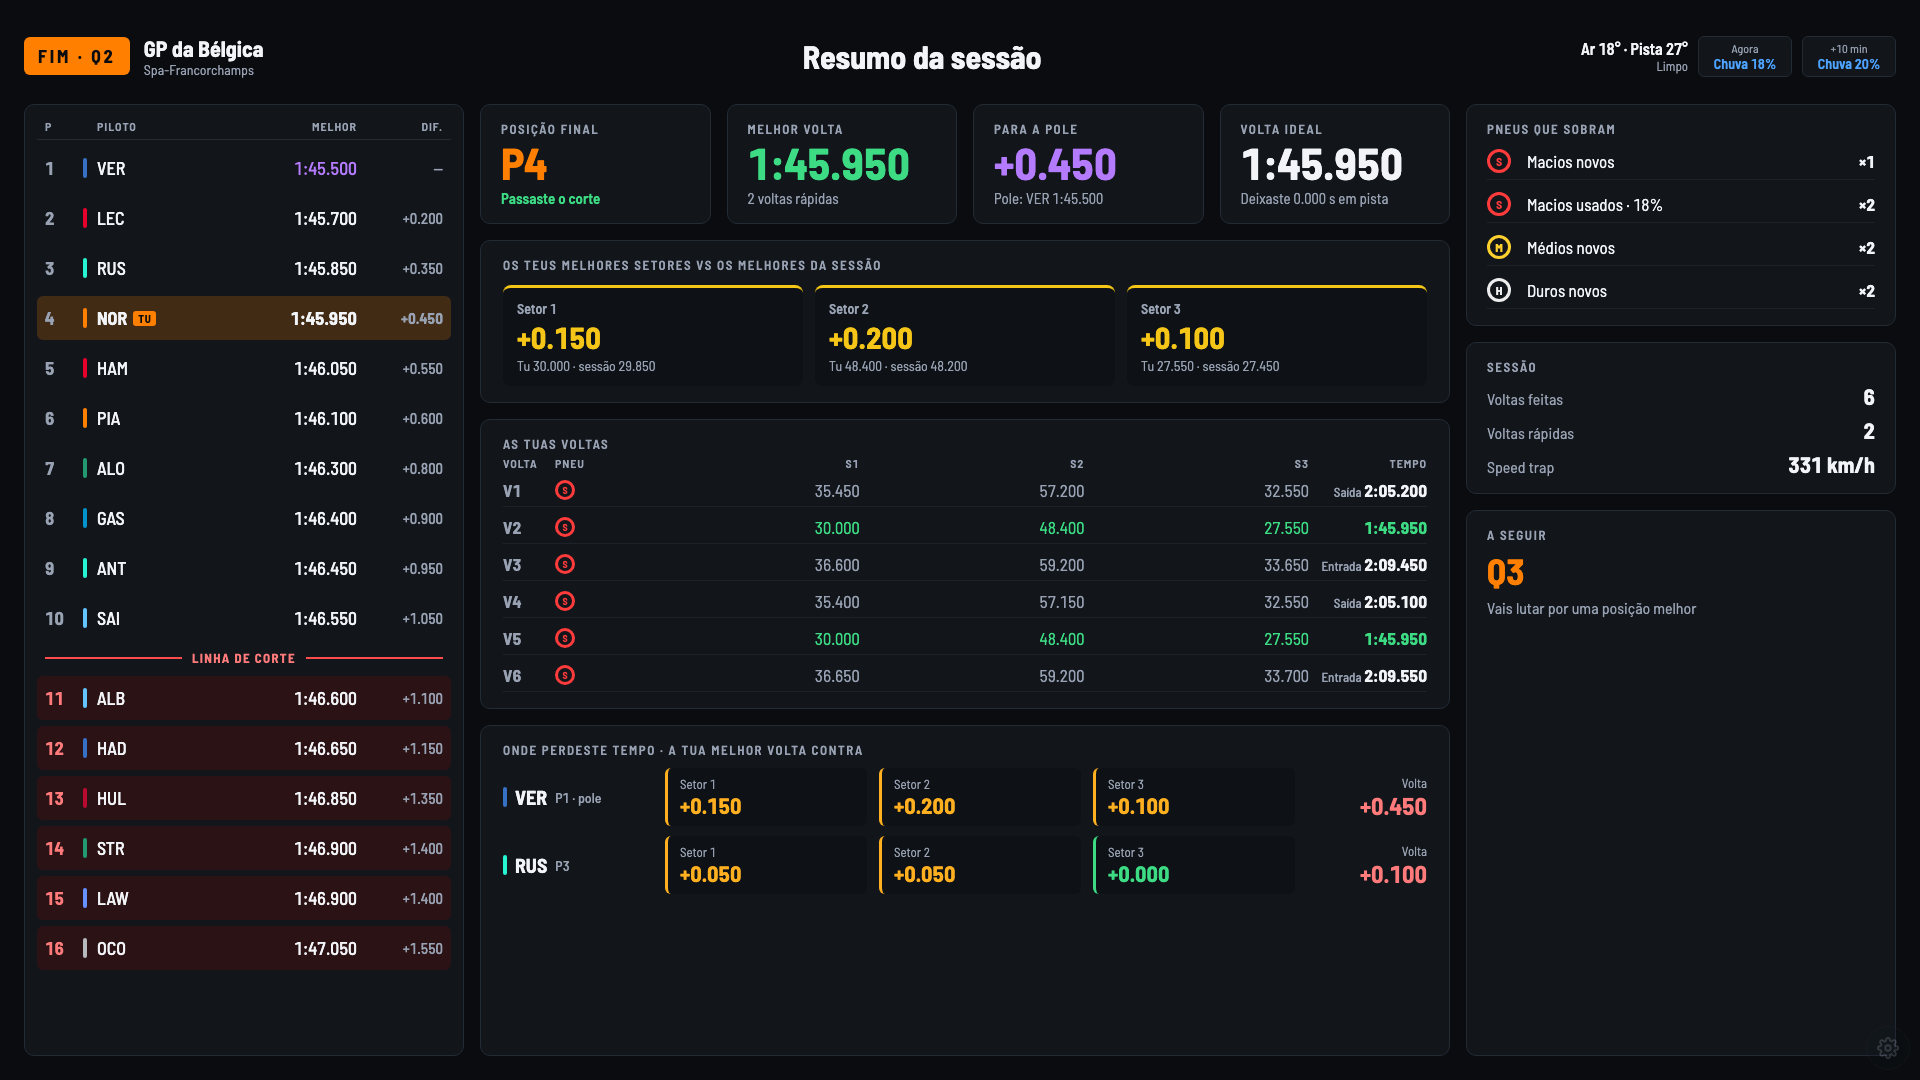 FIM · Q2
GP da Bélgica
Spa-Francorchamps
Resumo da sessão
Ar 18° · Pista 27°
Limpo
Agora
Chuva 18%
+10 min
Chuva 20%
P PILOTO MELHOR DIF.
1 VER 1:45.500 –
2 LEC 1:45.700 +0.200
3 RUS 1:45.850 +0.350
4 NOR TU 1:45.950 +0.450
5 HAM 1:46.050 +0.550
6 PIA 1:46.100 +0.600
7 ALO 1:46.300 +0.800
8 GAS 1:46.400 +0.900
9 ANT 1:46.450 +0.950
10 SAI 1:46.550 +1.050
LINHA DE CORTE
11 ALB 1:46.600 +1.100
12 HAD 1:46.650 +1.150
13 HUL 1:46.850 +1.350
14 STR 1:46.900 +1.400
15 LAW 1:46.900 +1.400
16 OCO 1:47.050 +1.550
POSIÇÃO FINAL
P4
Passaste o corte
MELHOR VOLTA
1:45.950
2 voltas rápidas
PARA A POLE
+0.450
Pole: VER 1:45.500
VOLTA IDEAL
1:45.950
Deixaste 0.000 s em pista
OS TEUS MELHORES SETORES VS OS MELHORES DA SESSÃO
Setor 1
+0.150
Tu 30.000 · sessão 29.850
Setor 2
+0.200
Tu 48.400 · sessão 48.200
Setor 3
+0.100
Tu 27.550 · sessão 27.450
AS TUAS VOLTAS
VOLTA PNEU S1 S2 S3 TEMPO
V1 S 35.450 57.200 32.550 Saída 2:05.200
V2 S 30.000 48.400 27.550 1:45.950
V3 S 36.600 59.200 33.650 Entrada 2:09.450
V4 S 35.400 57.150 32.550 Saída 2:05.100
V5 S 30.000 48.400 27.550 1:45.950
V6 S 36.650 59.200 33.700 Entrada 2:09.550
ONDE PERDESTE TEMPO · A TUA MELHOR VOLTA CONTRA
VER P1 · pole
Setor 1
+0.150
Setor 2
+0.200
Setor 3
+0.100
Volta
+0.450
RUS P3
Setor 1
+0.050
Setor 2
+0.050
Setor 3
+0.000
Volta
+0.100
PNEUS QUE SOBRAM
S Macios novos ×1
S Macios usados · 18% ×2
M Médios novos ×2
H Duros novos ×2
SESSÃO
Voltas feitas 6
Voltas rápidas 2
Speed trap 331 km/h
A SEGUIR
Q3
Vais lutar por uma posição melhor